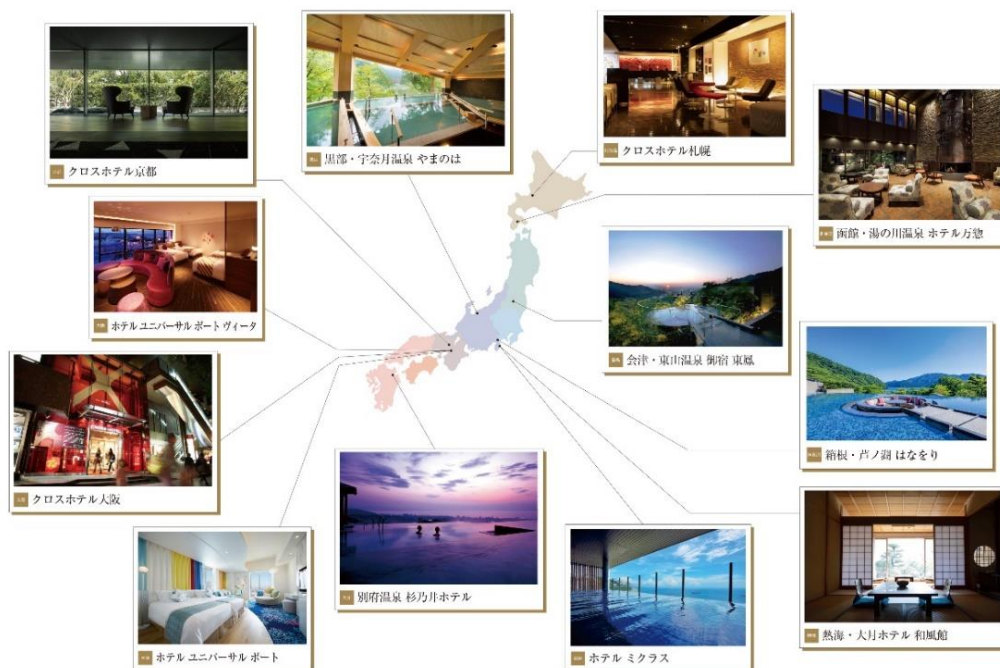 クロスホテル京都
黒部・宇奈月温泉 やまのは
クロスホテル札幌
函館・湯の川温泉 ホテル万惣
ホテル ユニバーサル ポート ヴィータ
会津・東山温泉 御宿 東鳳
箱根・芦ノ湖 はなをり
クロスホテル大阪
別府温泉 杉乃井ホテル
熱海・大月ホテル 和風館
ホテル ユニバーサル ポート
ホテル ミクラス